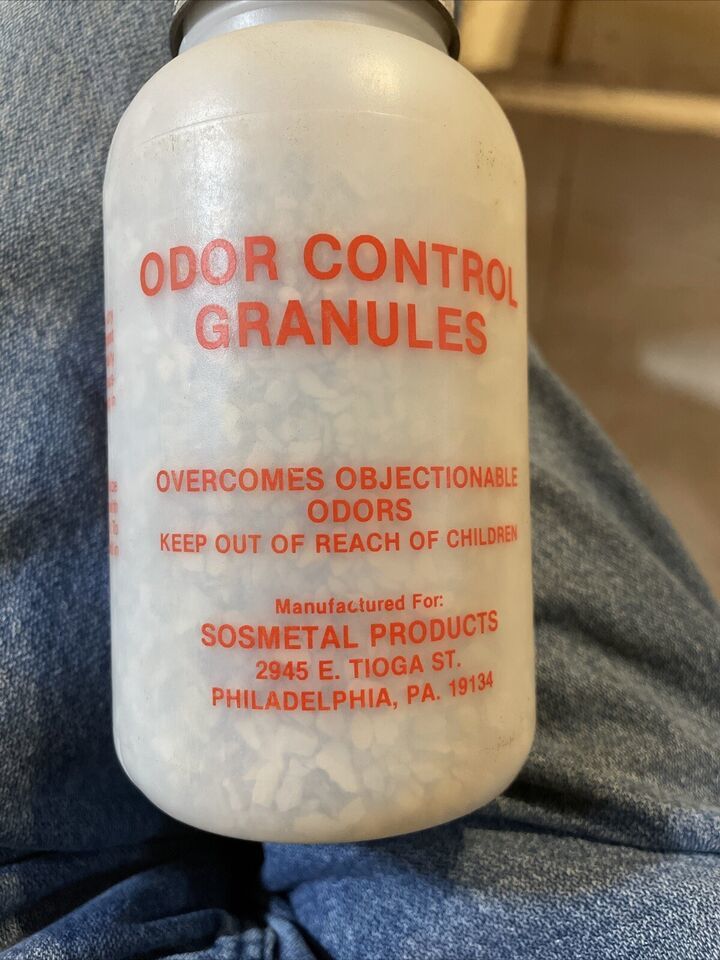 ODOR CONTROL
GRANULES
OVERCOMES OBJECTIONABLE
ODORS
KEEP OUT OF REACH OF CHILDREN
Manufactured For:
SOSMETAL PRODUCTS
2945 E. TIOGA ST.
PHILADELPHIA, PA. 19134